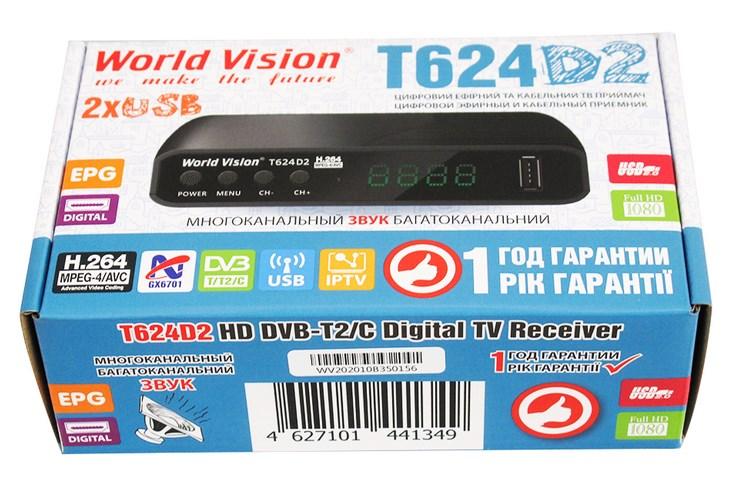 World Vision®
we make the future
T624D2
ЦИФРОВИЙ ЕФІРНИЙ ТА КАБЕЛЬНИЙ ТВ ПРИЙМАЧ
ЦИФРОВОЙ ЭФИРНЫЙ И КАБЕЛЬНЫЙ ПРИЕМНИК
2xUSB
World Vision® T624D2
H.264
MPEG-4/AVC
8888
POWER MENU CH- CH+
EPG
DIGITAL
USB
Full HD
1080
МНОГОКАНАЛЬНЫЙ ЗВУК БАГАТОКАНАЛЬНИЙ
H.264
MPEG-4/AVC
Advanced Video Coding
GX6701
DVB
T/T2/C
USB
IPTV
1 ГОД ГАРАНТИИ
РІК ГАРАНТІЇ
T624D2 HD DVB-T2/C Digital TV Receiver
МНОГОКАНАЛЬНЫЙ
БАГАТОКАНАЛЬНИЙ
ЗВУК
WV202010B350156
1 ГОД ГАРАНТИИ
РІК ГАРАНТІЇ
EPG
DIGITAL
4 627101 441349
Full HD
1080